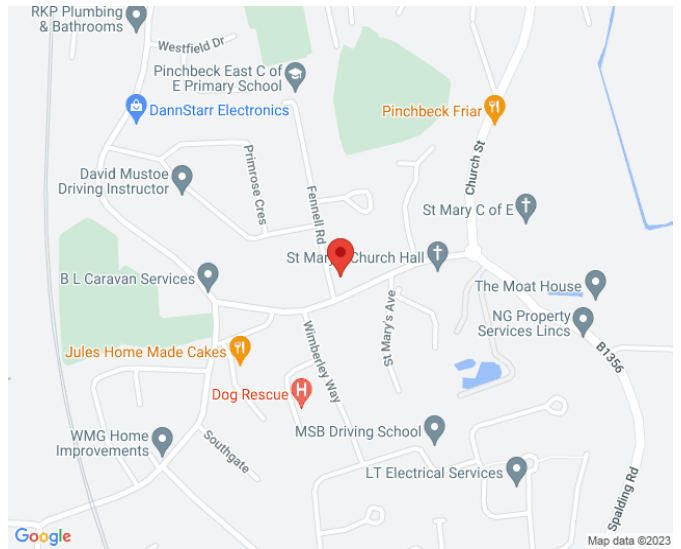 RKP Plumbing
& Bathrooms
Westfield Dr
Pinchbeck East C of
E Primary School
DannStarr Electronics
Pinchbeck Friar
Church St
David Mustoe
Driving Instructor
Primrose Cres
Fennell Rd
St Mary C of E
St Mary
Church Hall
B L Caravan Services
The Moat House
St Mary's Ave
NG Property
Services Lincs
Wimberley Way
B1356
Jules Home Made Cakes
Dog Rescue
H
MSB Driving School
WMG Home
Improvements
Southgate
LT Electrical Services
Spalding Rd
Google
Map data ©2023